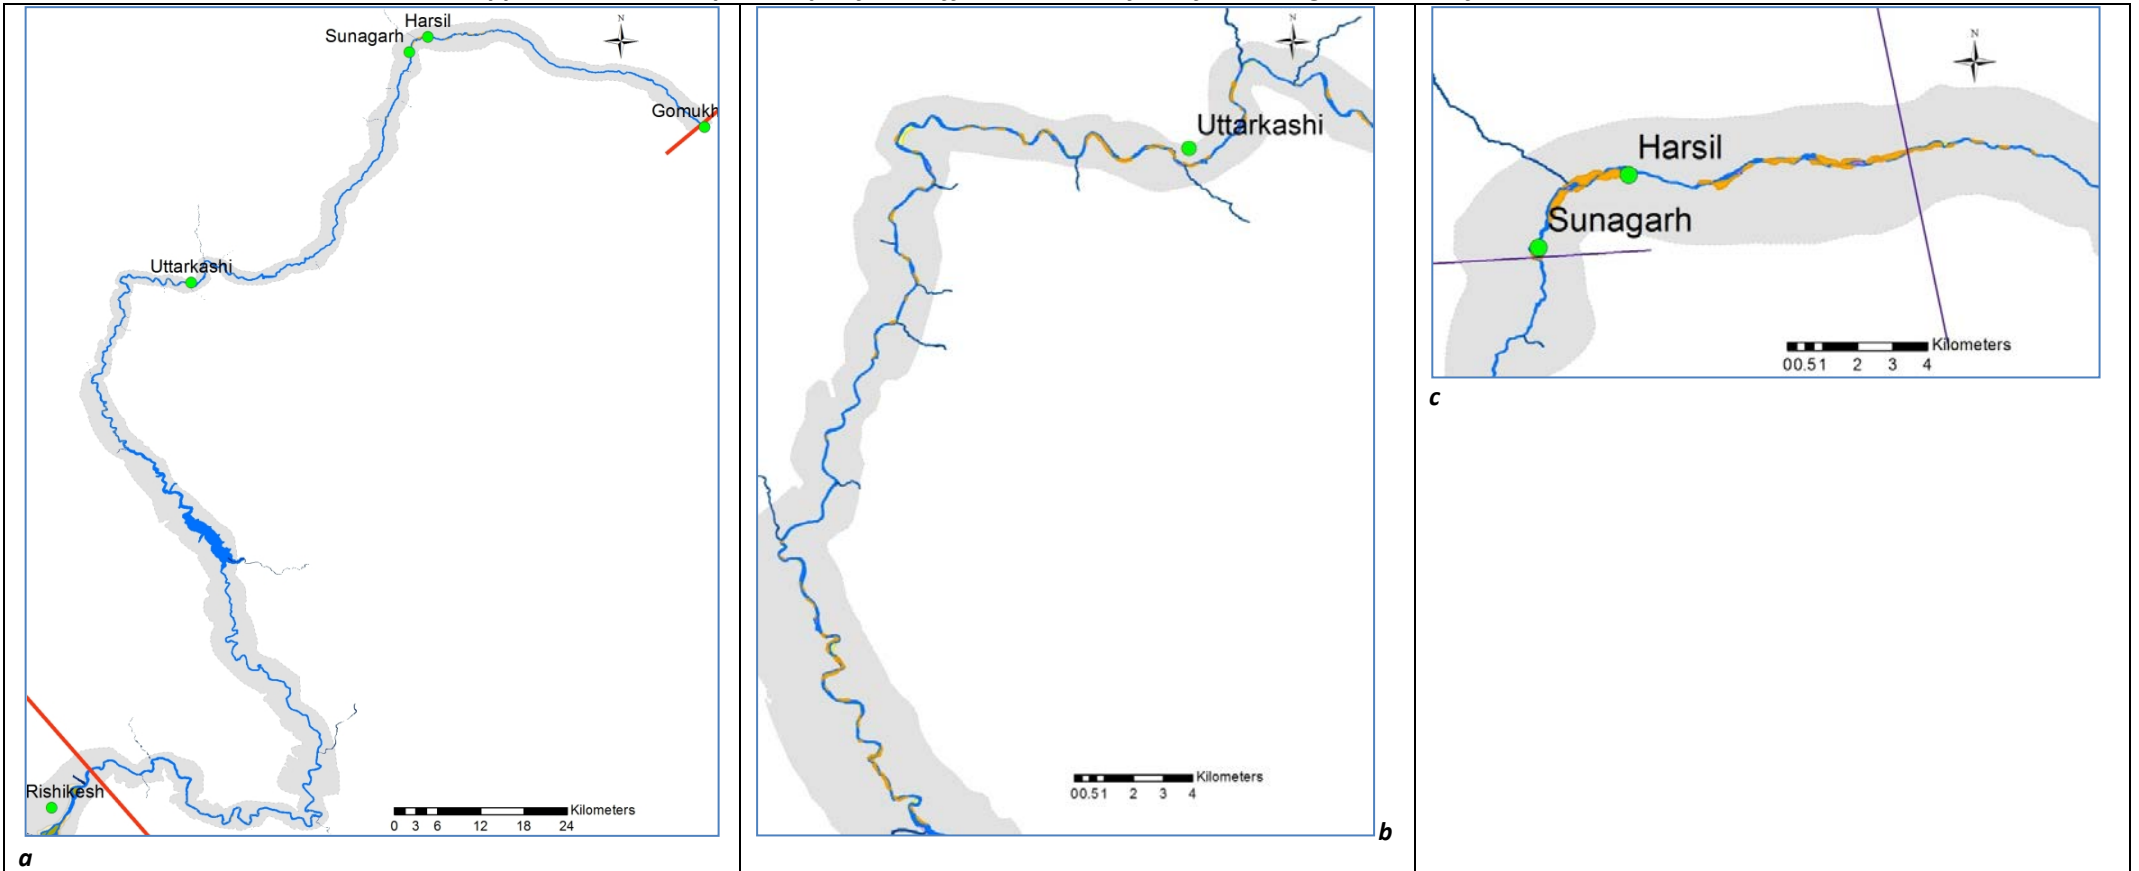 Harsil
Sunagarh
N
Gomukh
Uttarkashi
Rishikesh
Kilometers
0 3 6 12 18 24
a
N
Uttarkashi
Kilometers
00.51 2 3 4
b
N
Harsil
Sunagarh
Kilometers
00.51 2 3 4
c